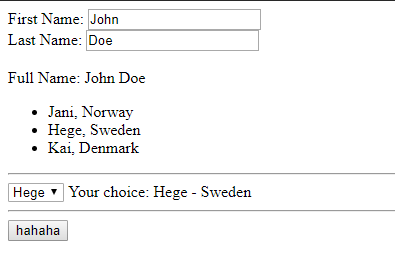 First Name: John
Last Name: Doe
Full Name: John Doe
Jani, Norway
Hege, Sweden
Kai, Denmark
Hege Your choice: Hege - Sweden
hahaha